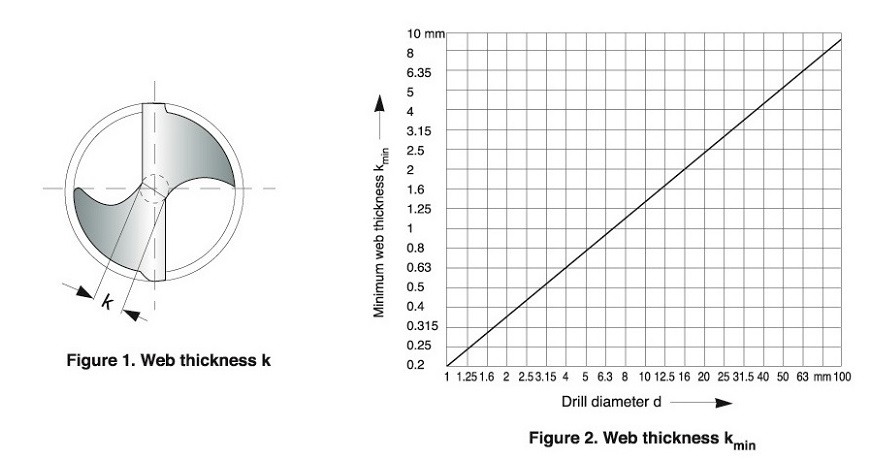 k
Figure 1. Web thickness k
10 mm
8
6.35
5
4
3.15
2.5
2
1.6
1.25
1
0.8
0.63
0.5
0.4
0.315
0.25
0.2
Minimum web thickness kmin
1 1.25 1.6 2 2.5 3.15 4 5 6.3 8 10 12.5 16 20 25 31.5 40 50 63 mm 100
Drill diameter d
Figure 2. Web thickness kmin